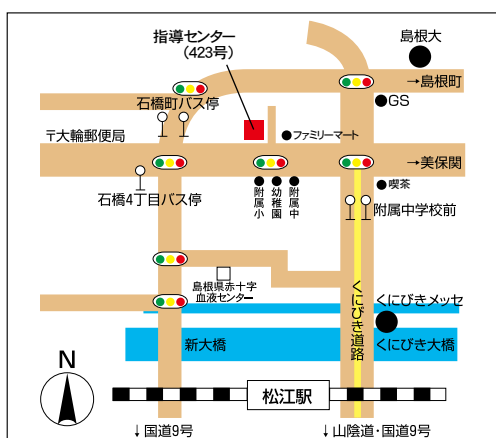 指導センター
(423号)
島根大
→島根町
石橋町バス停
GS
〒大輪郵便局
ファミリーマート
→美保関
石橋4丁目バス停
附属小
幼稚園
附属中
喫茶
附属中学校前
島根県赤十字
血液センター
くにびき道路
くにびきメッセ
新大橋
くにびき大橋
N
松江駅
↓国道9号
↓山陰道・国道9号